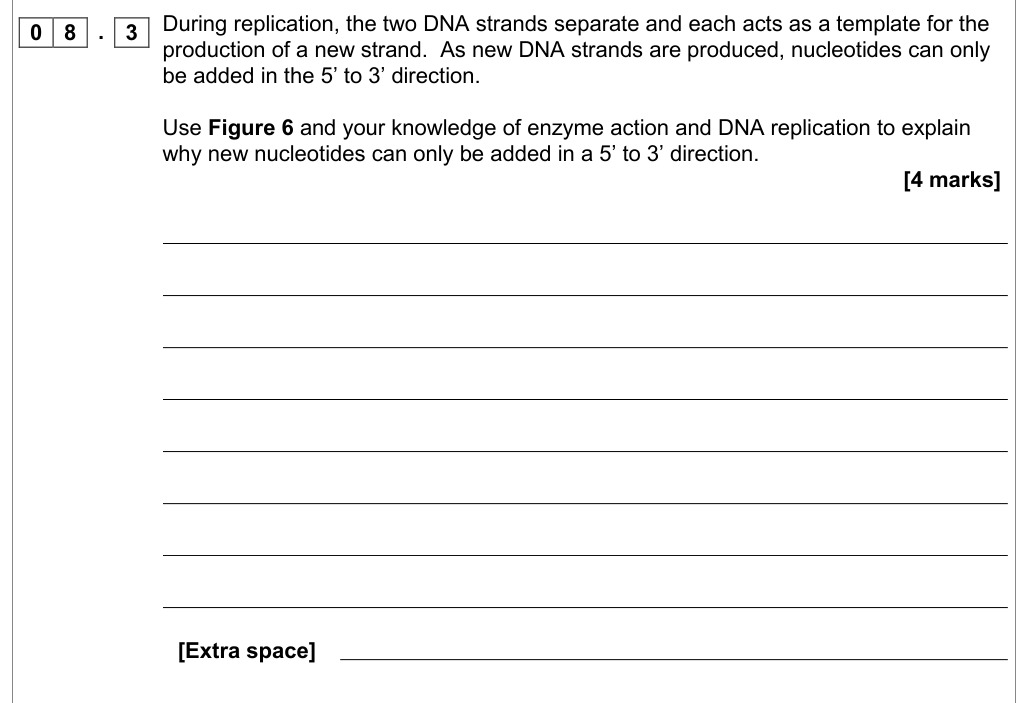 0 8 . 3 During replication, the two DNA strands separate and each acts as a template for the
production of a new strand.  As new DNA strands are produced, nucleotides can only
be added in the 5’ to 3’ direction.
Use Figure 6 and your knowledge of enzyme action and DNA replication to explain
why new nucleotides can only be added in a 5’ to 3’ direction.
[4 marks]
[Extra space]